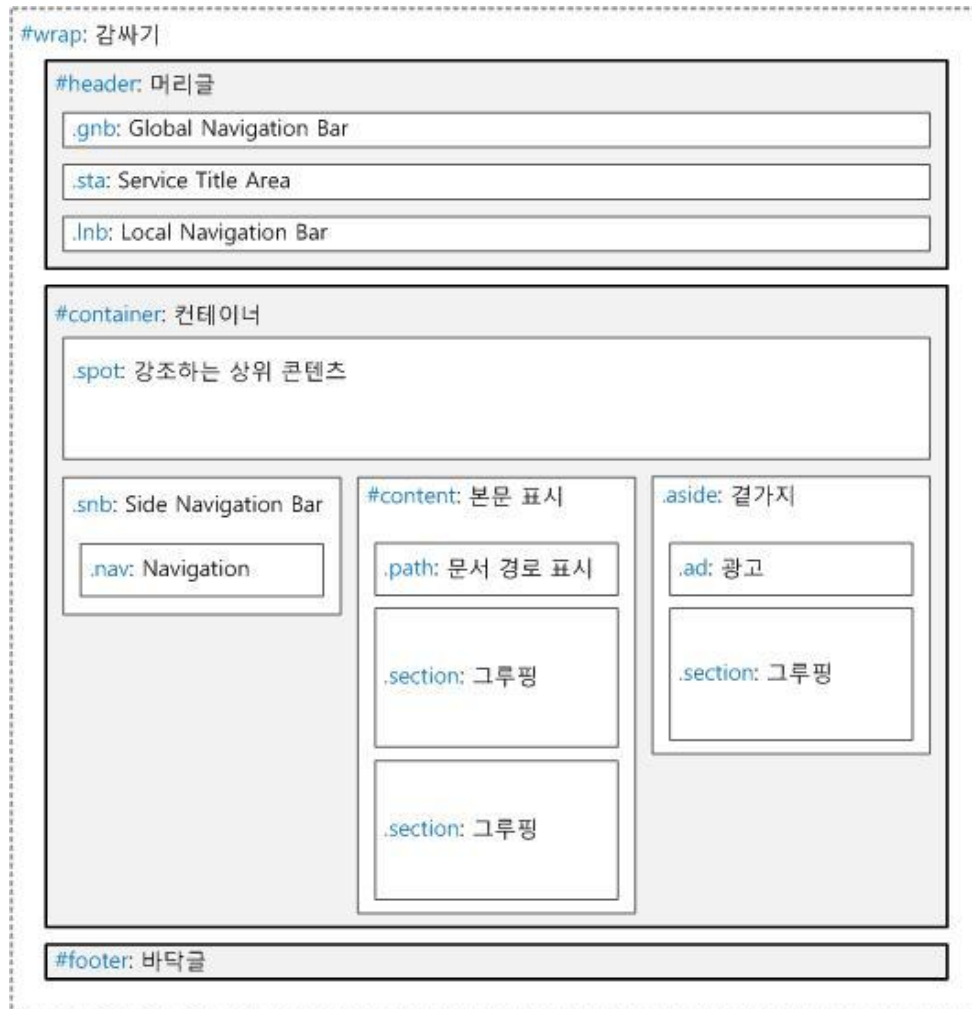 #wrap: 감싸기
#header: 머리글
.gnb: Global Navigation Bar
.sta: Service Title Area
.lnb: Local Navigation Bar
#container: 컨테이너
.spot: 강조하는 상위 콘텐츠
.snb: Side Navigation Bar
.nav: Navigation
#content: 본문 표시
.path: 문서 경로 표시
.section: 그루핑
.section: 그루핑
.aside: 곁가지
.ad: 광고
.section: 그루핑
#footer: 바닥글